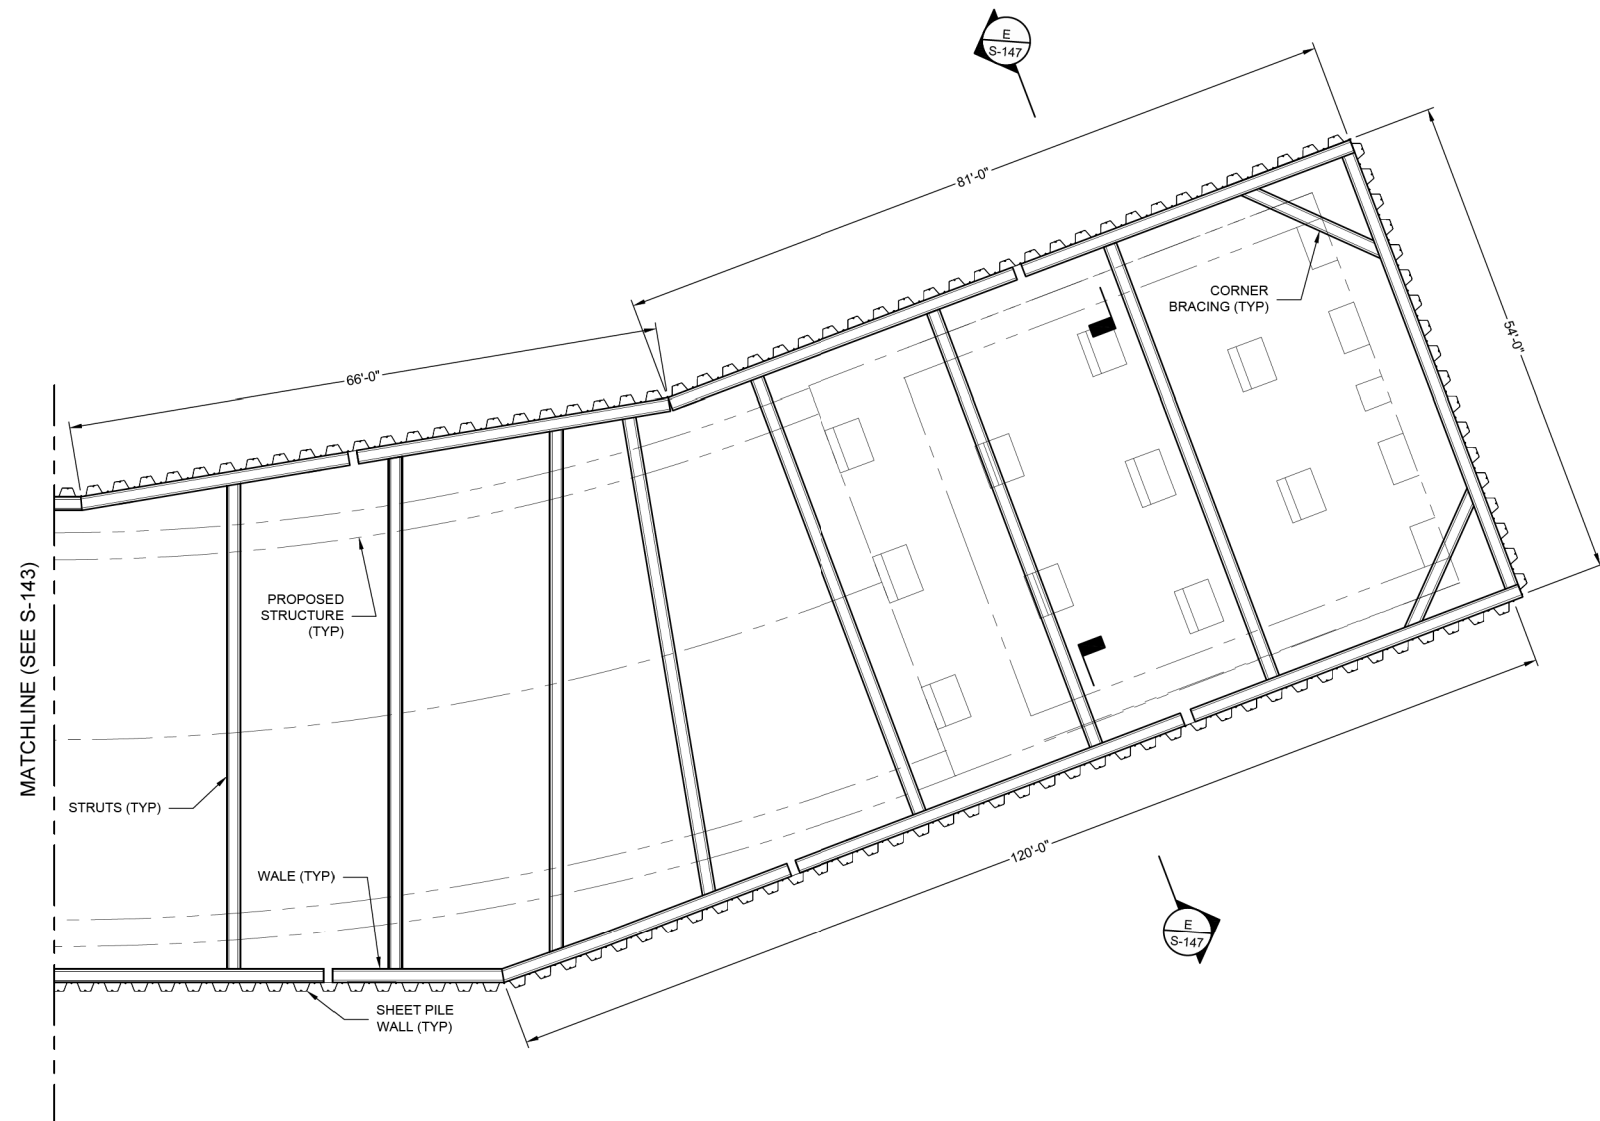 E
S-147
81'-0"
66'-0"
CORNER
BRACING (TYP)
54'-0"
MATCHLINE (SEE S-143)
PROPOSED
STRUCTURE
(TYP)
STRUTS (TYP)
WALE (TYP)
120'-0"
E
S-147
SHEET PILE
WALL (TYP)